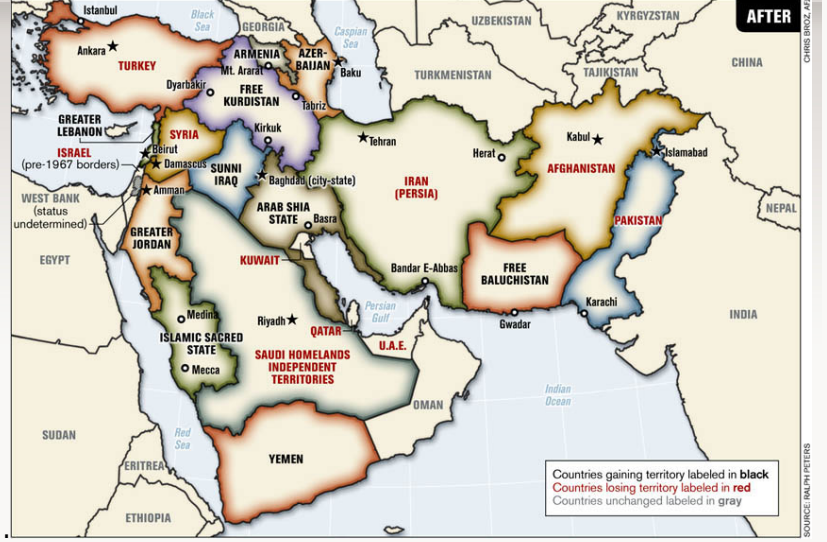 AFTER
CHRIS BROZ, AF
Istanbul
Black
Sea
GEORGIA
Caspian
Sea
UZBEKISTAN
KYRGYZSTAN
Ankara
TURKEY
ARMENIA
Mt. Ararat
AZER-
BAIJAN
Baku
TURKMENISTAN
TAJIKISTAN
CHINA
Dyarbakir
FREE
KURDISTAN
Tabriz
GREATER
LEBANON
SYRIA
Kirkuk
Tehran
Herat
Kabul
Islamabad
AFGHANISTAN
ISRAEL
(pre-1967 borders)
Beirut
Damascus
SUNNI
IRAQ
Baghdad (city-state)
IRAN
(PERSIA)
PAKISTAN
WEST BANK
(status
undetermined)
Amman
ARAB SHIA
STATE
Basra
NEPAL
GREATER
JORDAN
EGYPT
KUWAIT
Bandar E-Abbas
FREE
BALUCHISTAN
Karachi
Gwadar
INDIA
Medina
ISLAMIC SACRED
STATE
Mecca
Riyadh
Persian
Gulf
QATAR
U.A.E.
SAUDI HOMELANDS
INDEPENDENT
TERRITORIES
OMAN
Indian
Ocean
SUDAN
Red
Sea
ERITREA
YEMEN
ETHIOPIA
Countries gaining territory labeled in black
Countries losing territory labeled in red
Countries unchanged labeled in gray
SOURCE: RALPH PETERS